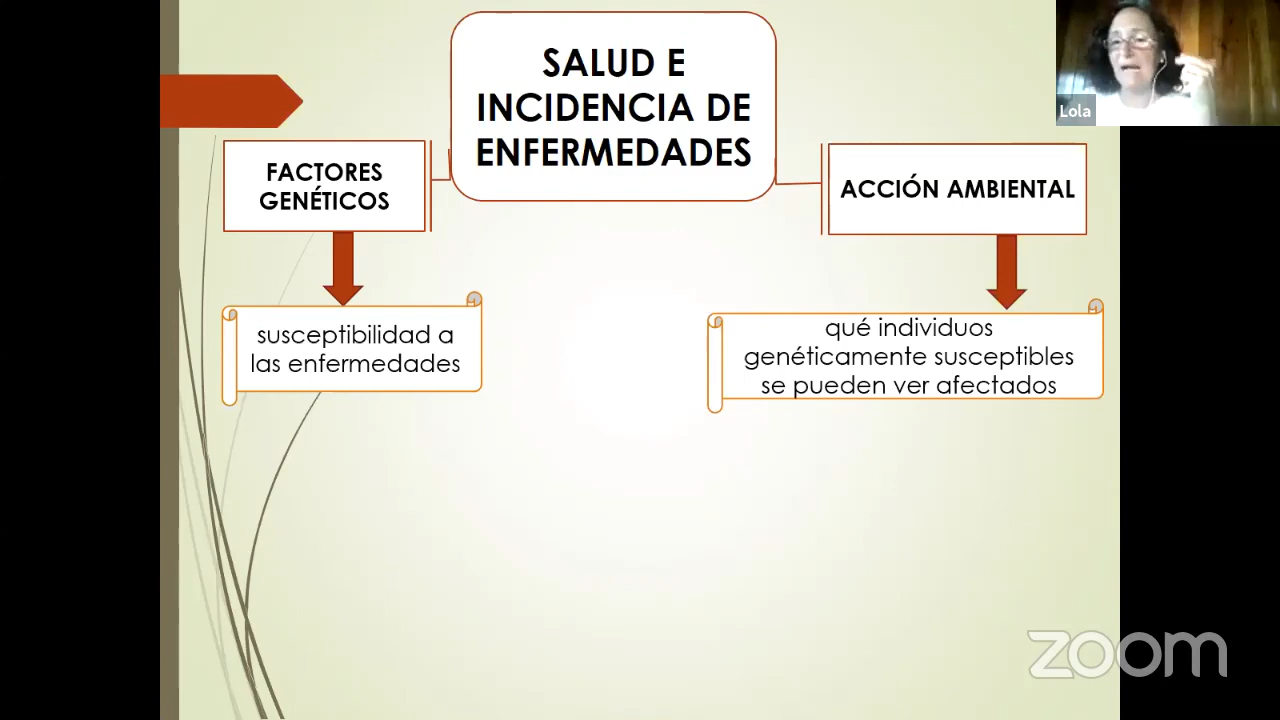 SALUD E
INCIDENCIA DE
ENFERMEDADES
Lola
FACTORES
GENÉTICOS
ACCIÓN AMBIENTAL
susceptibilidad a
las enfermedades
qué individuos
genéticamente susceptibles
se pueden ver afectados
zoom